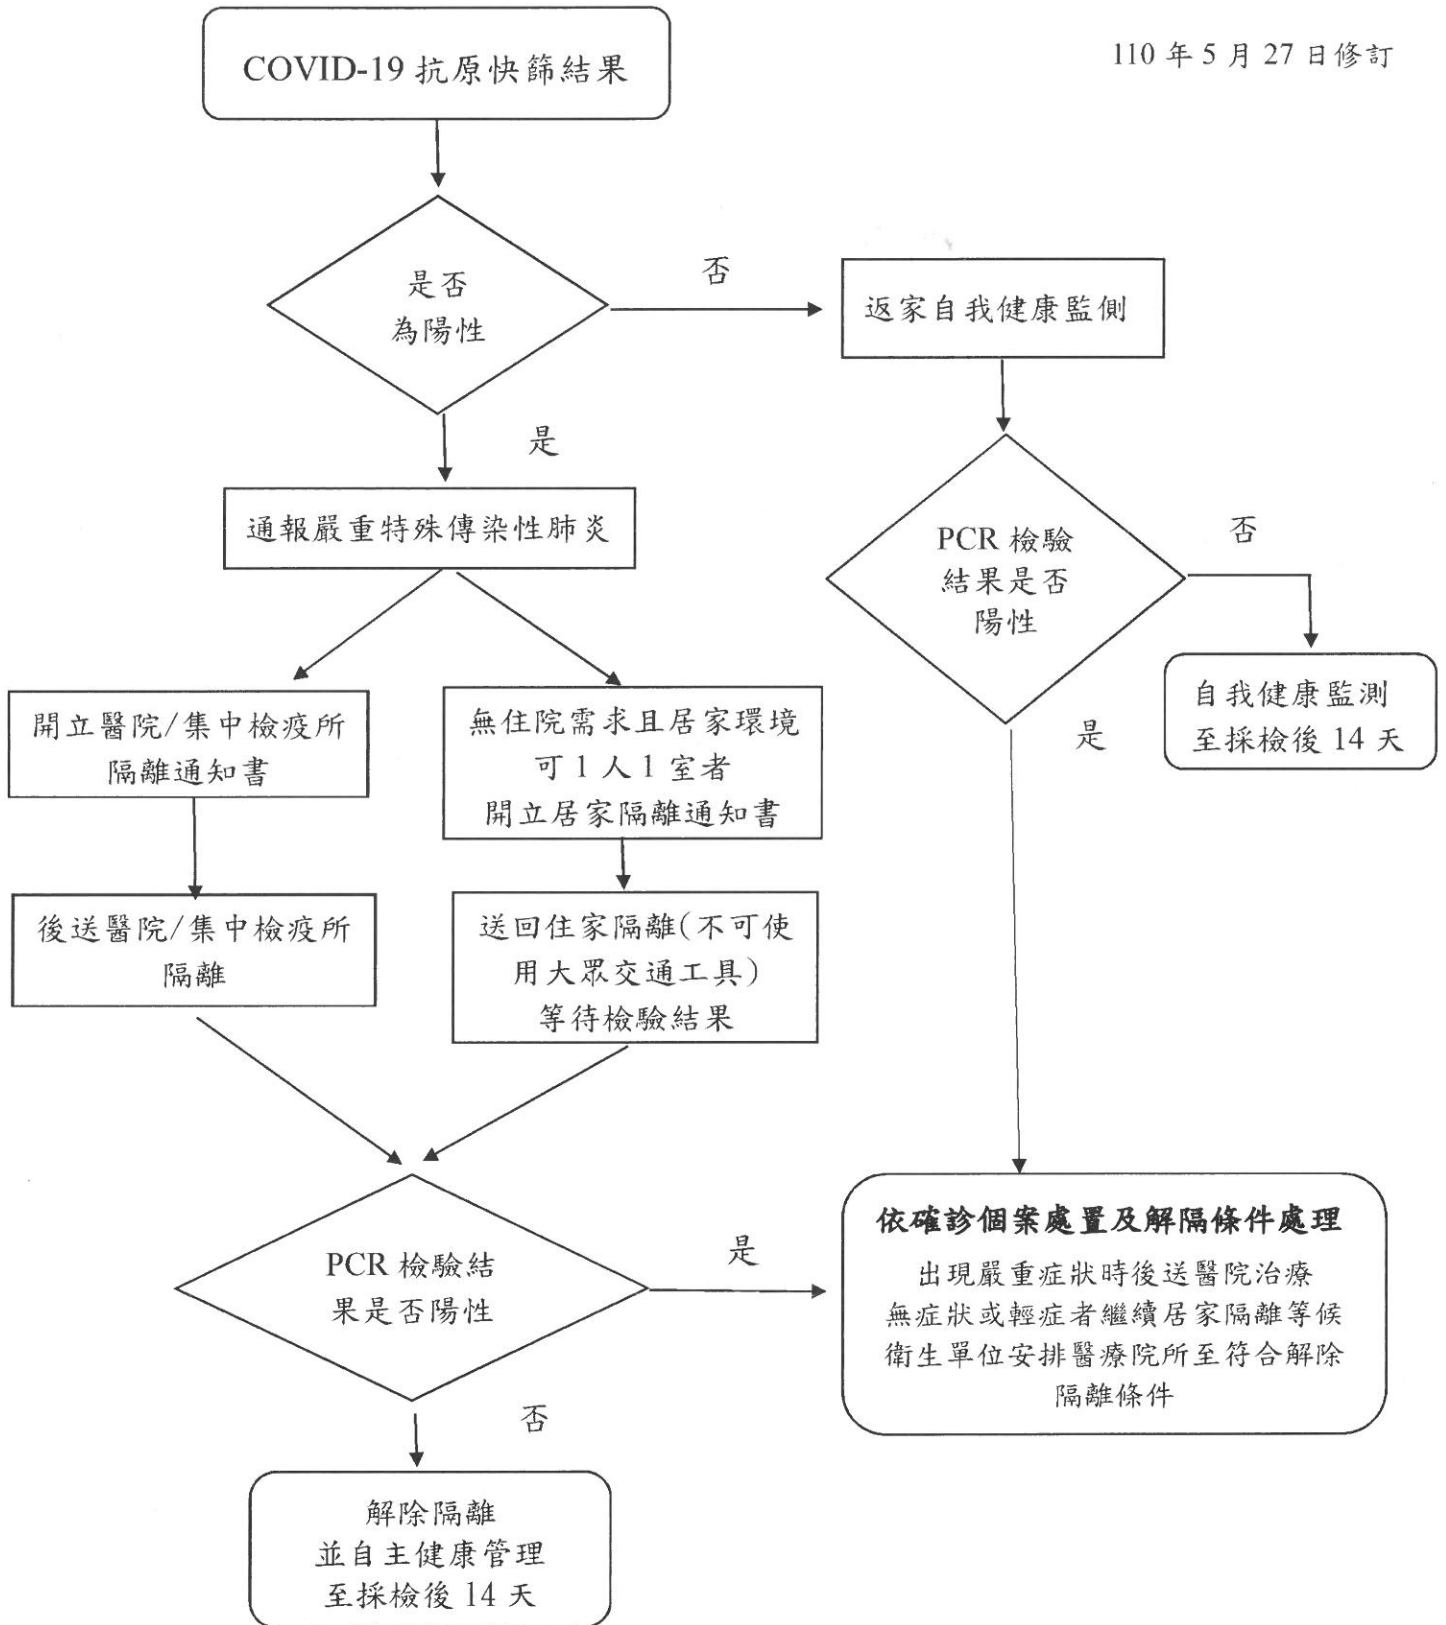 110 年 5 月 27 日修訂
COVID-19 抗原快篩結果
是否
為陽性
否
返家自我健康監側
是
通報嚴重特殊傳染性肺炎
PCR 檢驗
結果是否
陽性
否
自我健康監測
至採檢後 14 天
是
開立醫院/集中檢疫所
隔離通知書
無住院需求且居家環境
可 1 人 1 室者
開立居家隔離通知書
後送醫院/集中檢疫所
隔離
送回住家隔離(不可使
用大眾交通工具)
等待檢驗結果
PCR 檢驗結
果是否陽性
是
依確診個案處置及解隔條件處理
出現嚴重症狀時後送醫院治療
無症狀或輕症者繼續居家隔離等候
衛生單位安排醫療院所至符合解除
隔離條件
否
解除隔離
並自主健康管理
至採檢後 14 天